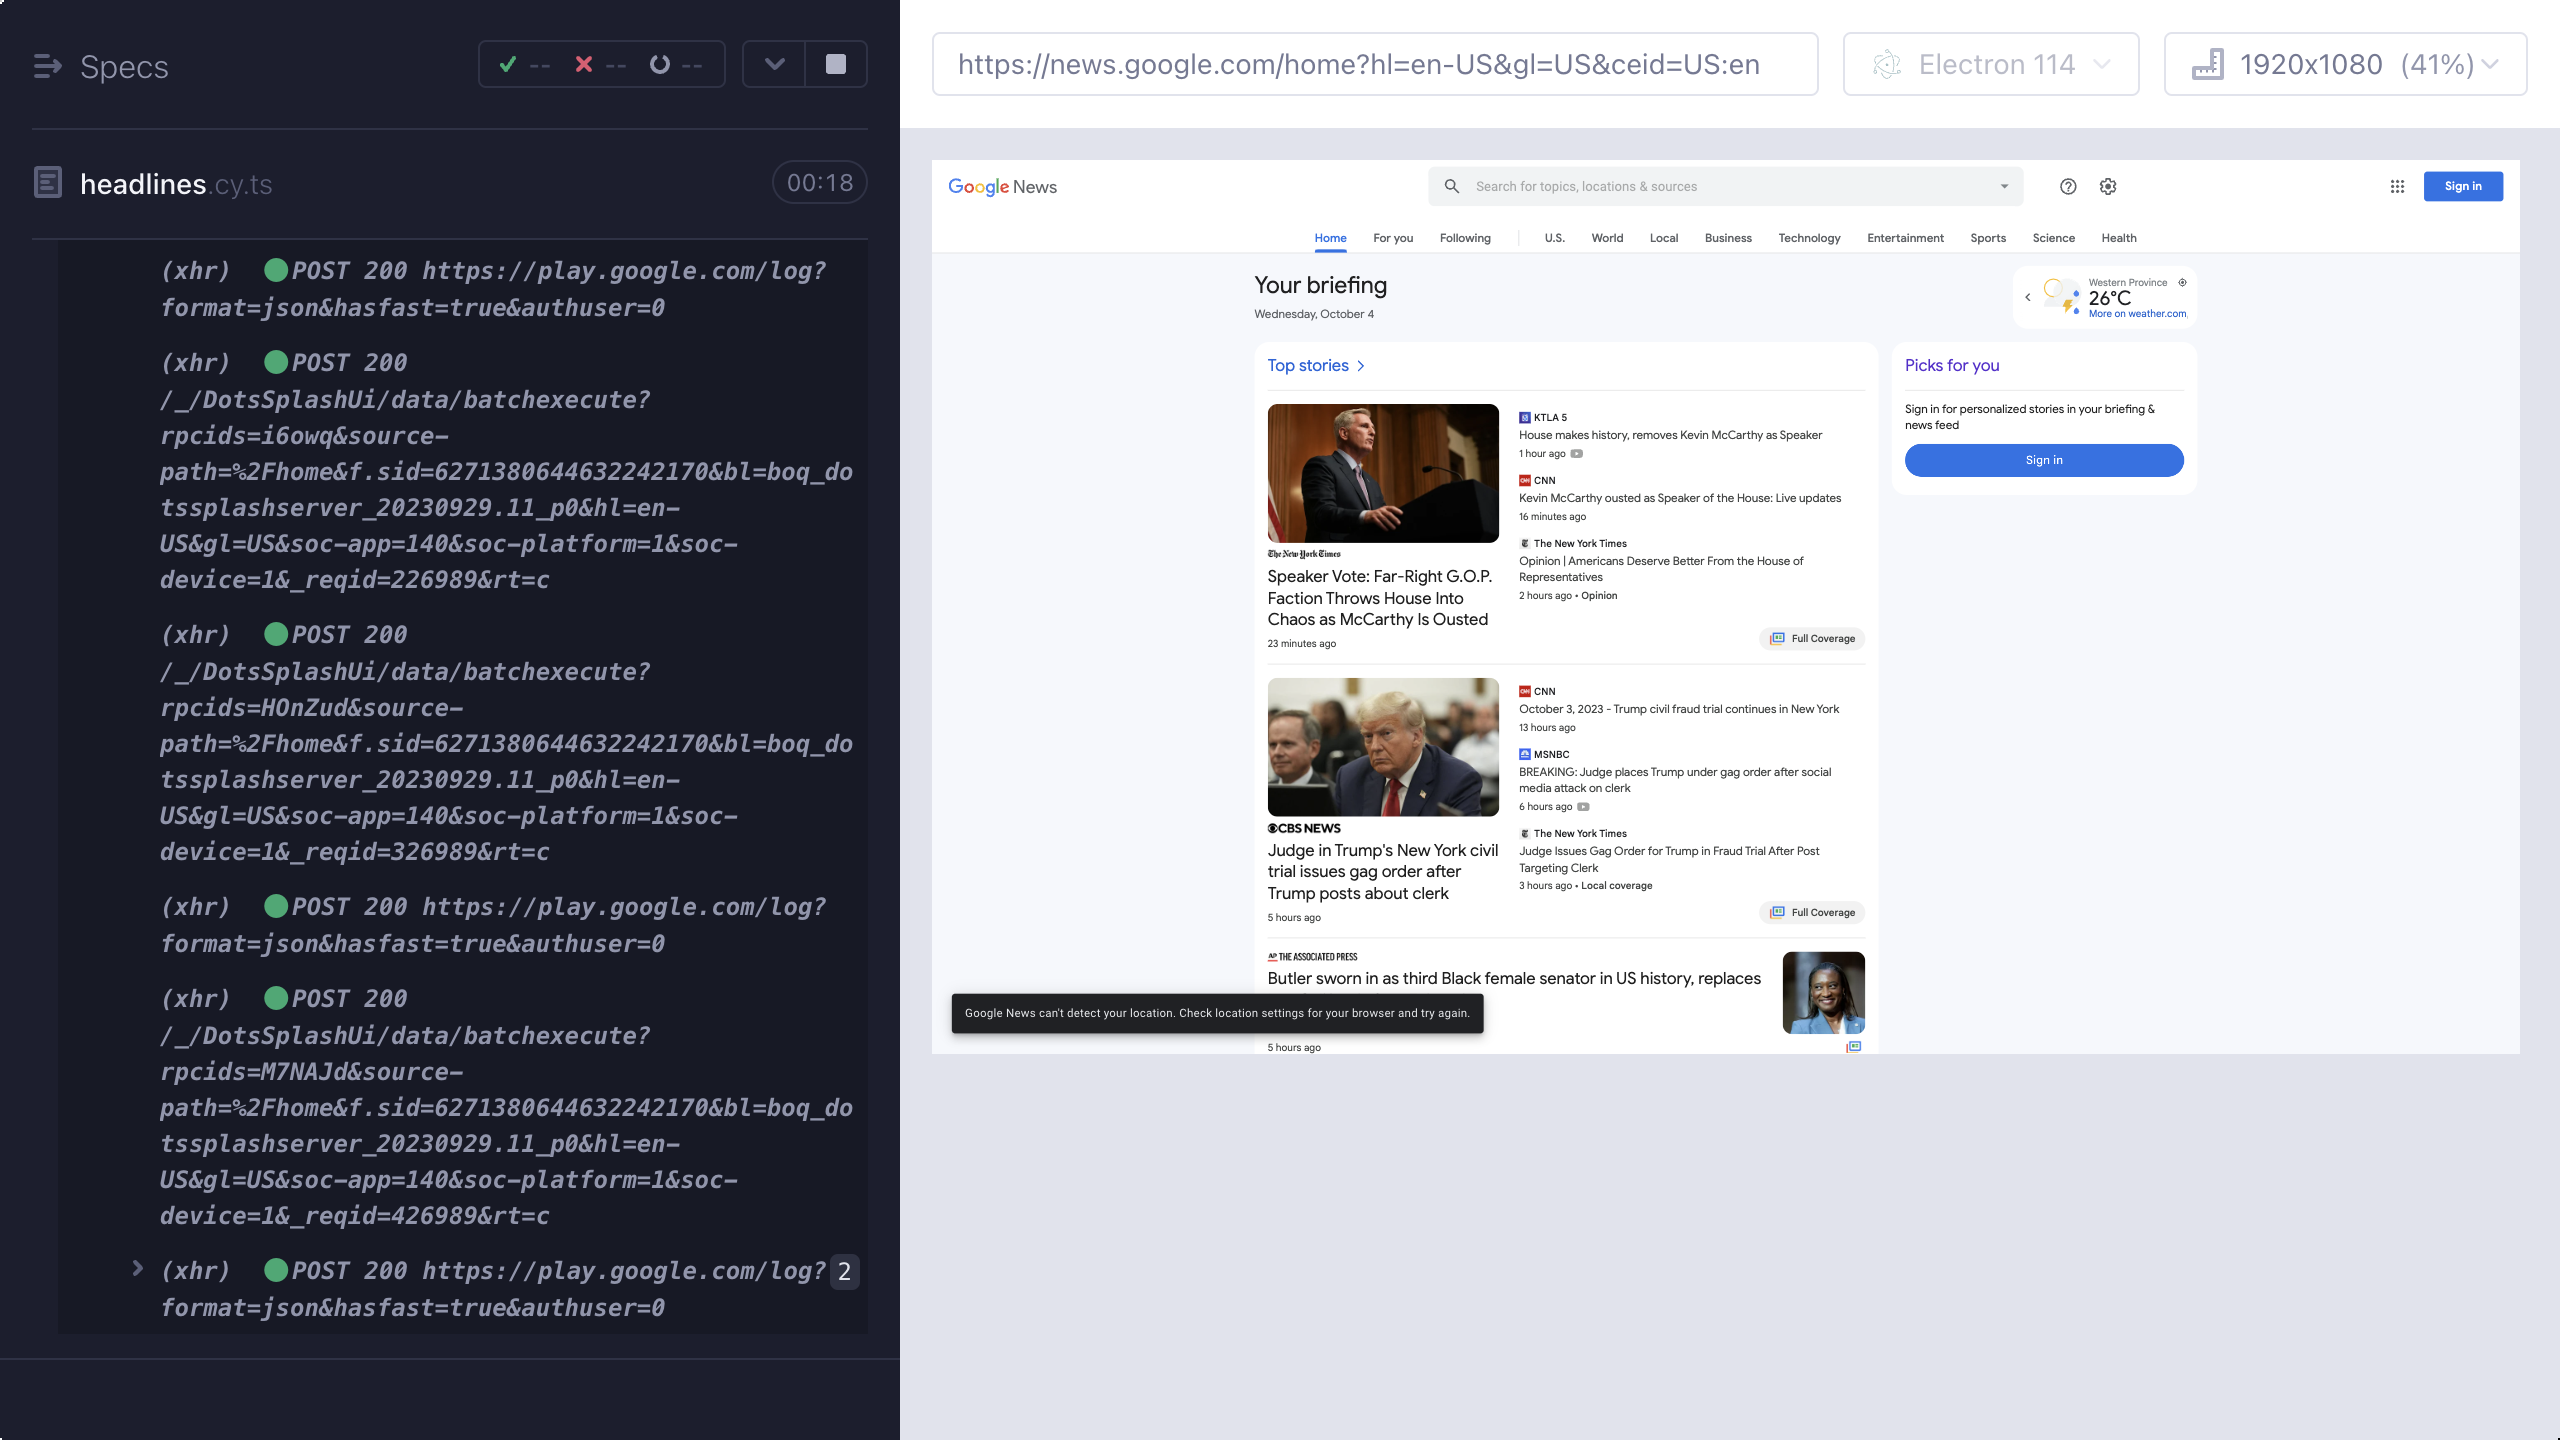 Specs
--
--
--
headlines.cy.ts
00:18
(xhr) POST 200 https://play.google.com/log?
format=json&hasfast=true&authuser=0
(xhr) POST 200
/_/DotsSplashUi/data/batchexecute?
rpcids=i6owq&source-
path=%2Fhome&f.sid=6271380644632242170&bl=boq_do
tssplashserver_20230929.11_p0&hl=en-
US&gl=US&soc-app=140&soc-platform=1&soc-
device=1&_reqid=226989&rt=c
(xhr) POST 200
/_/DotsSplashUi/data/batchexecute?
rpcids=HOnZud&source-
path=%2Fhome&f.sid=6271380644632242170&bl=boq_do
tssplashserver_20230929.11_p0&hl=en-
US&gl=US&soc-app=140&soc-platform=1&soc-
device=1&_reqid=326989&rt=c
(xhr) POST 200 https://play.google.com/log?
format=json&hasfast=true&authuser=0
(xhr) POST 200
/_/DotsSplashUi/data/batchexecute?
rpcids=M7NAJd&source-
path=%2Fhome&f.sid=6271380644632242170&bl=boq_do
tssplashserver_20230929.11_p0&hl=en-
US&gl=US&soc-app=140&soc-platform=1&soc-
device=1&_reqid=426989&rt=c
(xhr) POST 200 https://play.google.com/log? 2
format=json&hasfast=true&authuser=0
https://news.google.com/home?hl=en-US&gl=US&ceid=US:en
Electron 114
1920x1080 (41%)
Google News
Search for topics, locations & sources
Sign in
Home
For you
Following
U.S.
World
Local
Business
Technology
Entertainment
Sports
Science
Health
Your briefing
Wednesday, October 4
Western Province
26°C
More on weather.com
Top stories
The New York Times
Speaker Vote: Far-Right G.O.P.
Faction Throws House Into
Chaos as McCarthy Is Ousted
23 minutes ago
KTLA 5
House makes history, removes Kevin McCarthy as Speaker
1 hour ago
CNN
Kevin McCarthy ousted as Speaker of the House: Live updates
16 minutes ago
The New York Times
Opinion | Americans Deserve Better From the House of
Representatives
2 hours ago • Opinion
Full Coverage
CBS NEWS
Judge in Trump's New York civil
trial issues gag order after
Trump posts about clerk
5 hours ago
CNN
October 3, 2023 - Trump civil fraud trial continues in New York
13 hours ago
MSNBC
BREAKING: Judge places Trump under gag order after social
media attack on clerk
6 hours ago
The New York Times
Judge Issues Gag Order for Trump in Fraud Trial After Post
Targeting Clerk
3 hours ago • Local coverage
Full Coverage
AP THE ASSOCIATED PRESS
Butler sworn in as third Black female senator in US history, replaces
5 hours ago
Google News can't detect your location. Check location settings for your browser and try again.
Picks for you
Sign in for personalized stories in your briefing &
news feed
Sign in